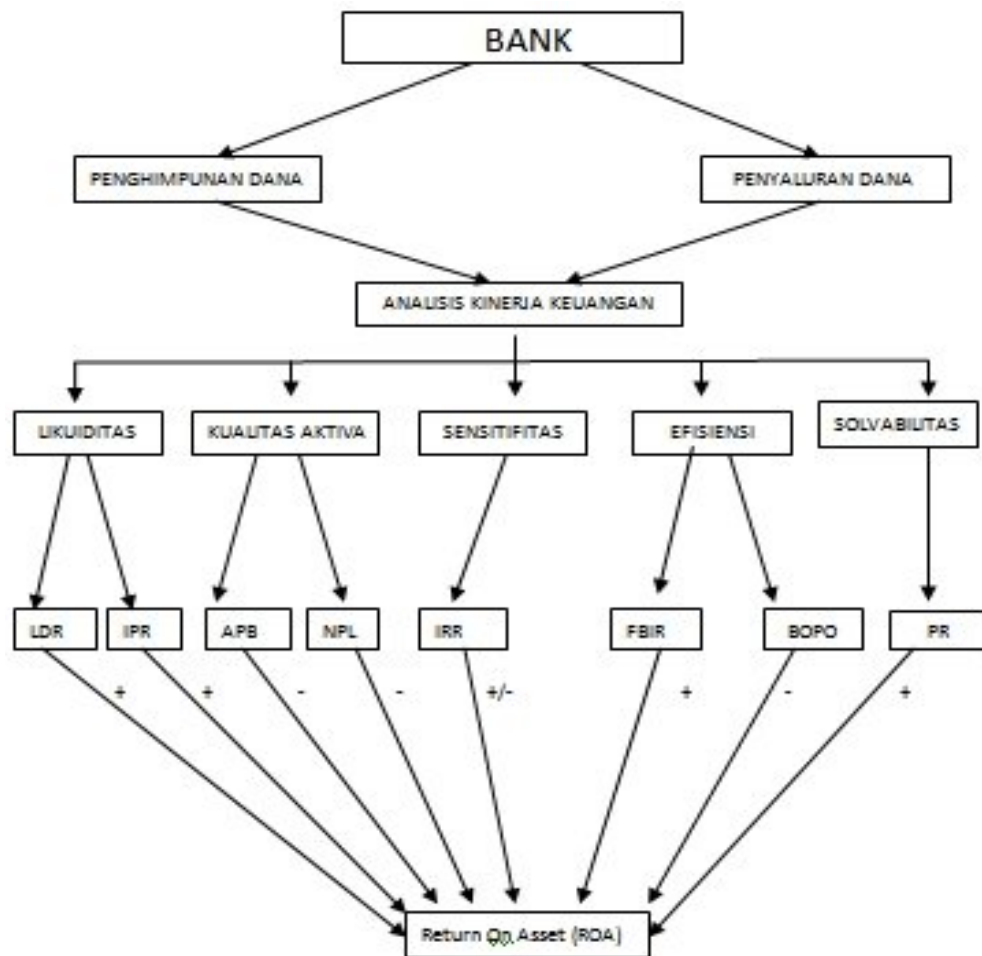 BANK
PENGHIMPUNAN DANA
PENYALURAN DANA
ANALISIS KINERJA KEUANGAN
LIKUIDITAS
KUALITAS AKTIVA
SENSITIFITAS
EFISIENSI
SOLVABILITAS
LDR
IPR
APB
NPL
IRR
FBIR
BOPO
PR
+
+
-
-
+/-
+
-
+
Return On Asset (ROA)